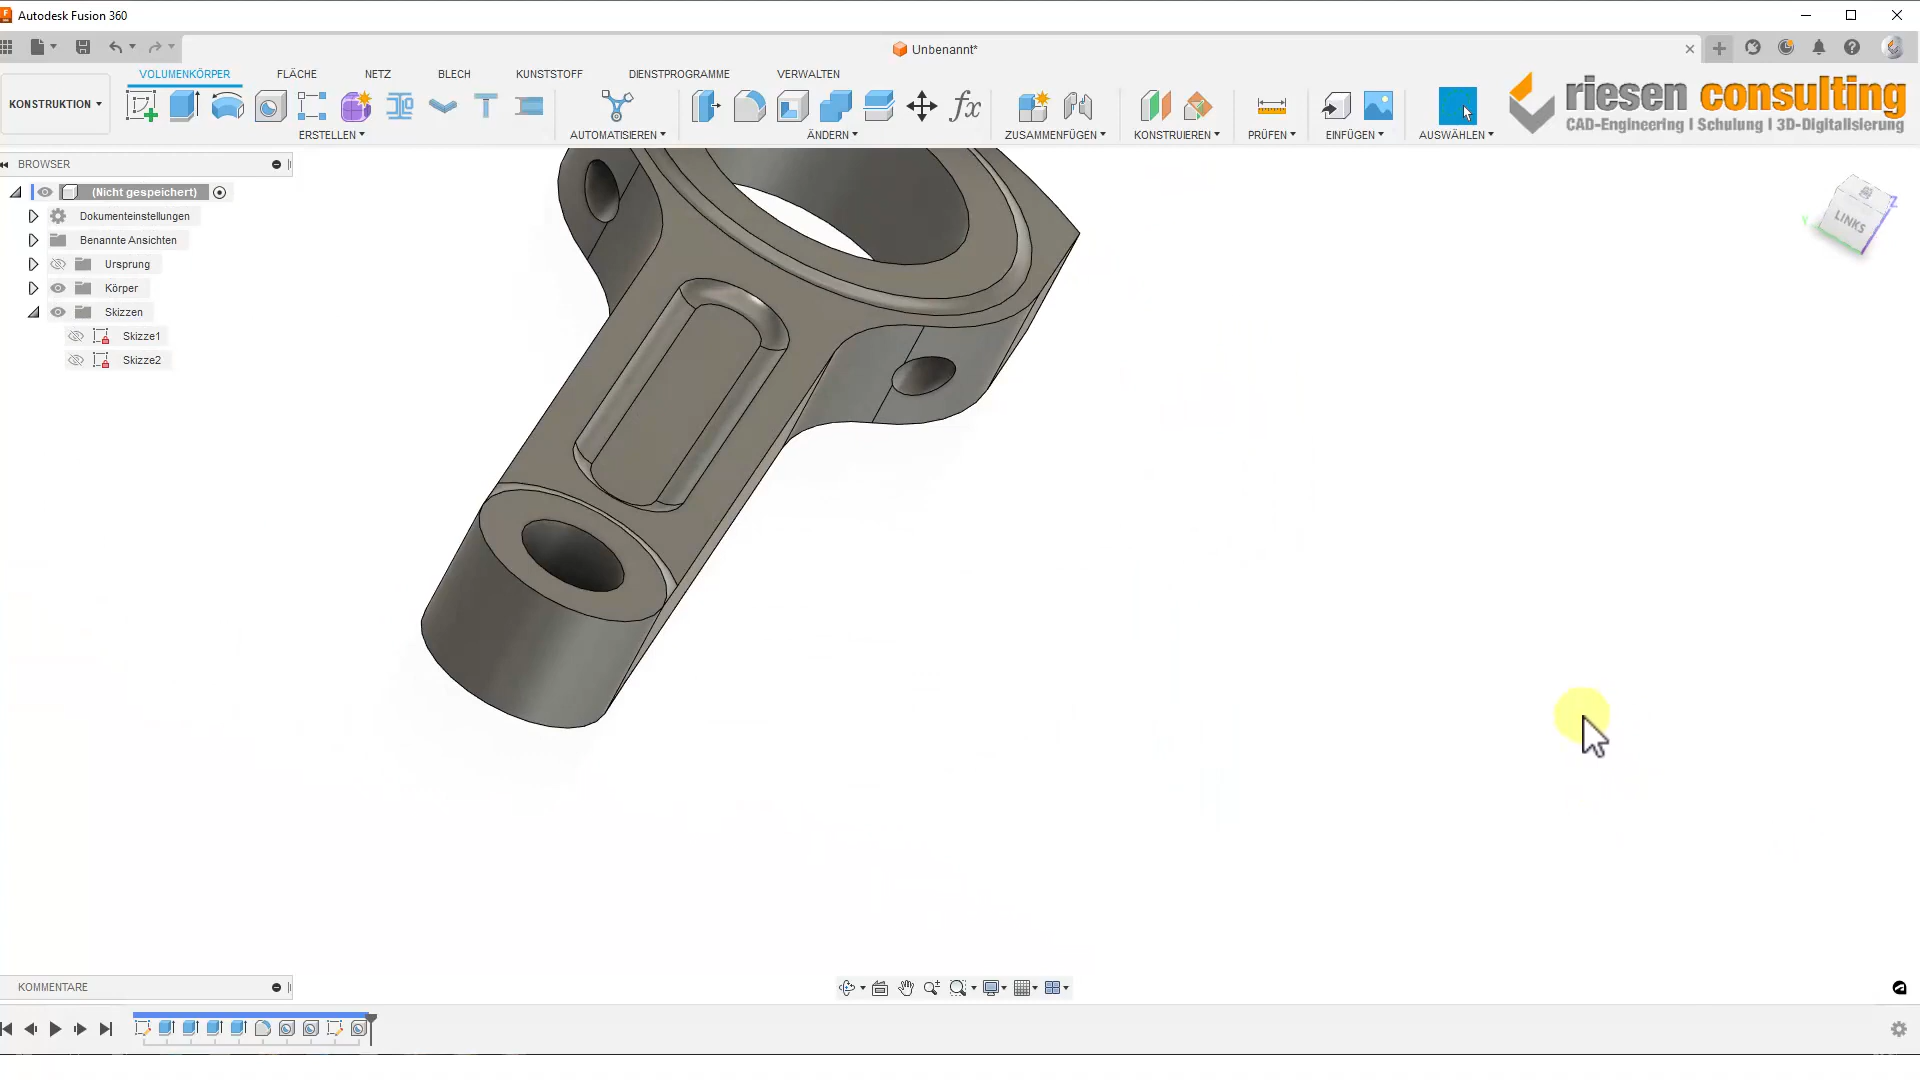 Autodesk Fusion 360
Unbenannt*
VOLUMENKÖRPER
FLÄCHE
NETZ
BLECH
KUNSTSTOFF
DIENSTPROGRAMME
VERWALTEN
KONSTRUKTION
fx
ERSTELLEN
AUTOMATISIEREN
ÄNDERN
ZUSAMMENFÜGEN
KONSTRUIEREN
PRÜFEN
EINFÜGEN
AUSWÄHLEN
riesen consulting
CAD-Engineering I Schulung I 3D-Digitalisierung
BROWSER
(Nicht gespeichert)
Dokumenteinstellungen
Benannte Ansichten
Ursprung
Körper
Skizzen
Skizze1
Skizze2
Z
Y
LINKS
KOMMENTARE